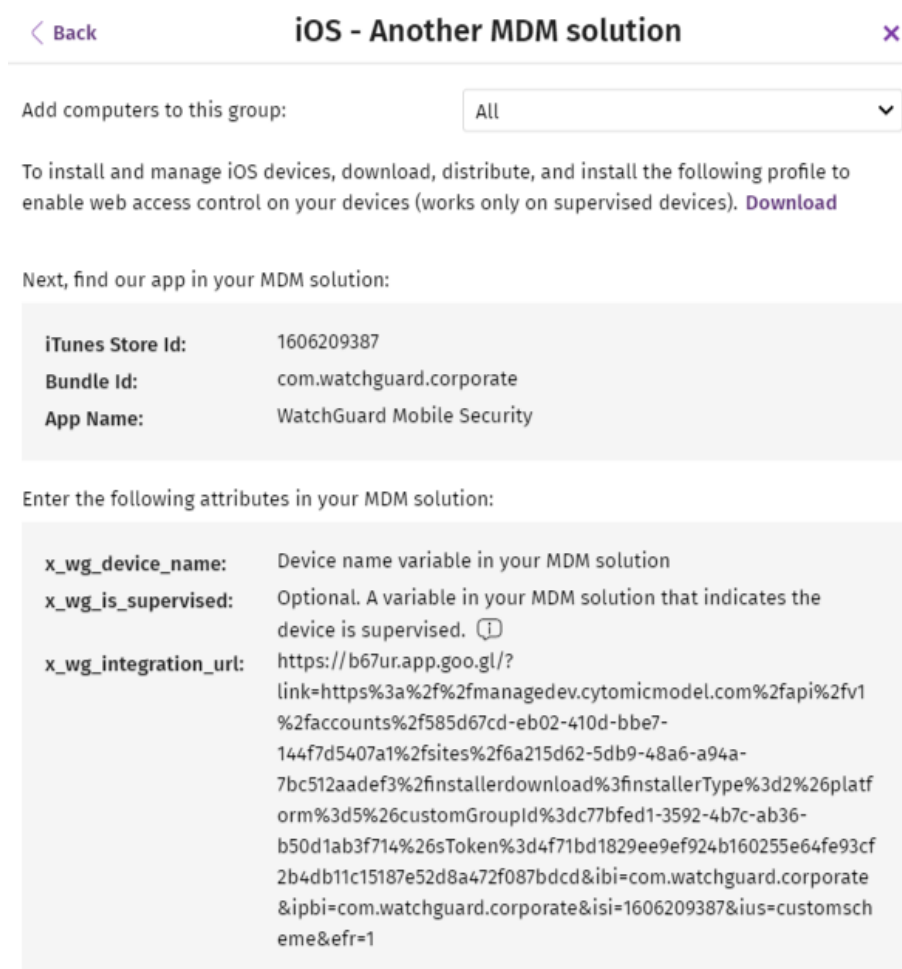 Back
iOS - Another MDM solution
×
Add computers to this group:
All
To install and manage iOS devices, download, distribute, and install the following profile to
enable web access control on your devices (works only on supervised devices). Download
Next, find our app in your MDM solution:
iTunes Store Id: 1606209387
Bundle Id: com.watchguard.corporate
App Name: WatchGuard Mobile Security
Enter the following attributes in your MDM solution:
x_wg_device_name: Device name variable in your MDM solution
x_wg_is_supervised: Optional. A variable in your MDM solution that indicates the
device is supervised.
x_wg_integration_url: https://b67ur.app.goo.gl/?
link=https%3a%2f%2fmanagedev.cytomicmodel.com%2fapi%2fv1
%2faccounts%2f585d67cd-eb02-410d-bbe7-
144f7d5407a1%2fsites%2f6a215d62-5db9-48a6-a94a-
7bc512aadef3%2finstallerdownload%3finstallerType%3d2%26platf
orm%3d5%26customGroupId%3dc77bfed1-3592-4b7c-ab36-
b50d1ab3f714%26sToken%3d4f71bd1829ee9ef924b160255e64fe93cf
2b4db11c15187e52d8a472f087bdcd&ibi=com.watchguard.corporate
&ipbi=com.watchguard.corporate&isi=1606209387&ius=customsch
eme&efr=1